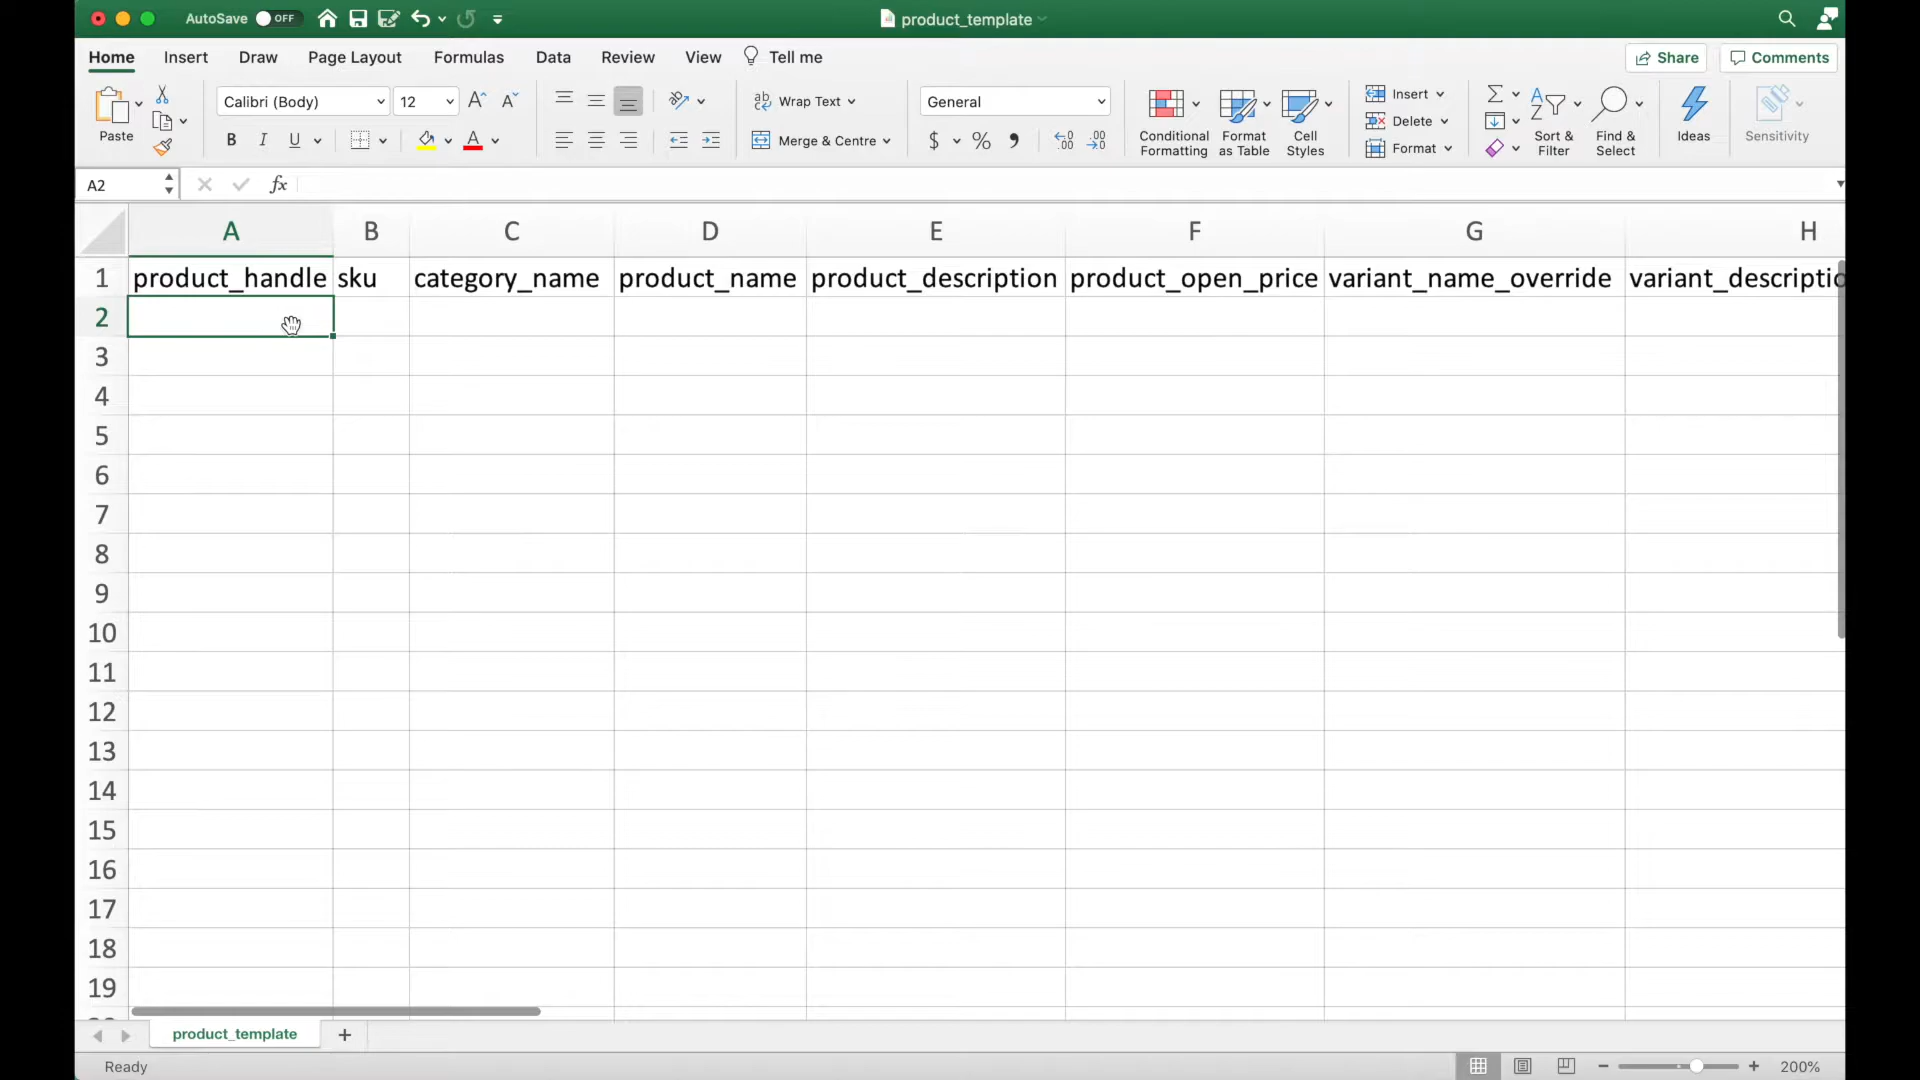 AutoSave OFF product_template
Home Insert Draw Page Layout Formulas Data Review View Tell me Share Comments
Paste
Calibri (Body) 12 A^ Aˇ
B I U A
ab Wrap Text
Merge & Centre
General
$ %
Conditional Formatting
Format as Table
Cell Styles
Insert
Delete
Format
Sort & Filter
Find & Select
Ideas
Sensitivity
A2 fx
A B C D E F G H
1 product_handle sku category_name product_name product_description product_open_price variant_name_override variant_descriptio
2
3
4
5
6
7
8
9
10
11
12
13
14
15
16
17
18
19
product_template +
Ready 200%